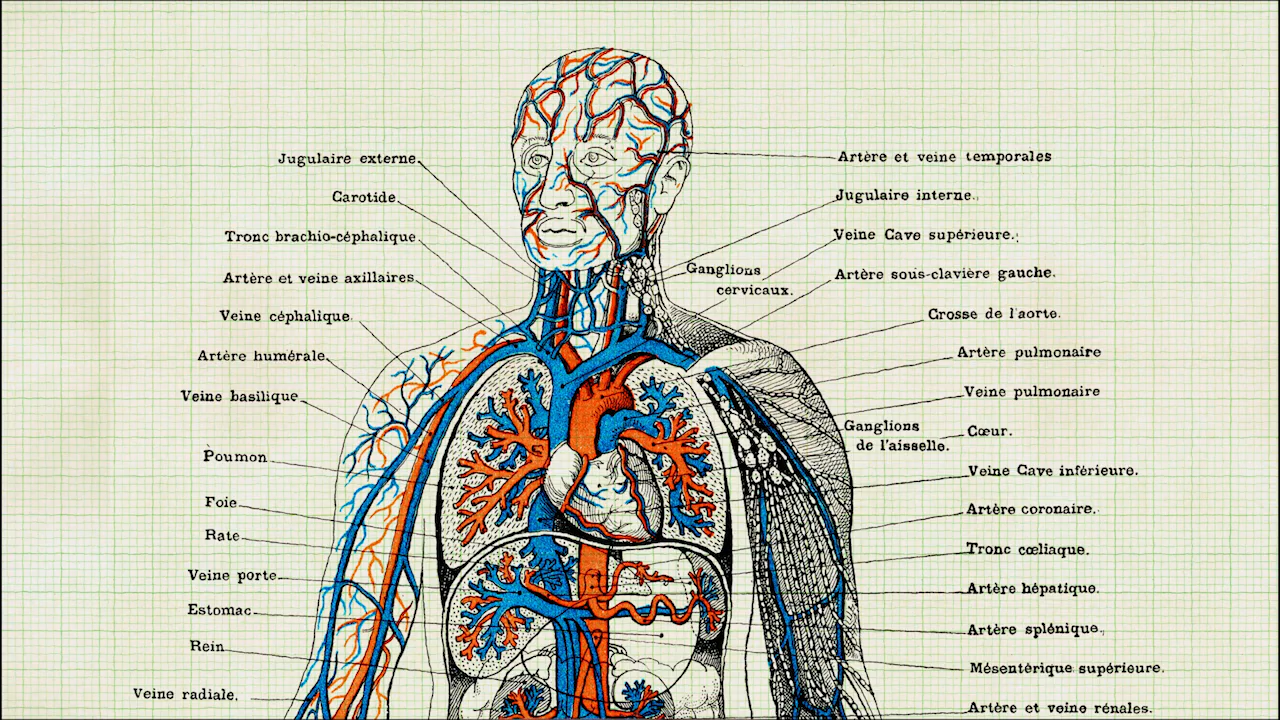 Jugulaire externe.
Carotide
Tronc brachio-céphalique
Artère et veine axillaires
Veine céphalique
Artère humérale
Veine basilique
Poumon
Foie
Rate
Veine porte
Estomac
Rein
Veine radiale.
Artère et veine temporales
Jugulaire interne.
Veine Cave supérieure.
Ganglions
cervicaux.
Artère sous-clavière gauche.
Crosse de l'aorte.
Artère pulmonaire
Veine pulmonaire
Ganglions
de l'aisselle.
Cœur.
Veine Cave inférieure.
Artère coronaire.
Tronc cœliaque.
Artère hépatique.
Artère splénique.
Mésentérique supérieure.
Artère et veine rénales.